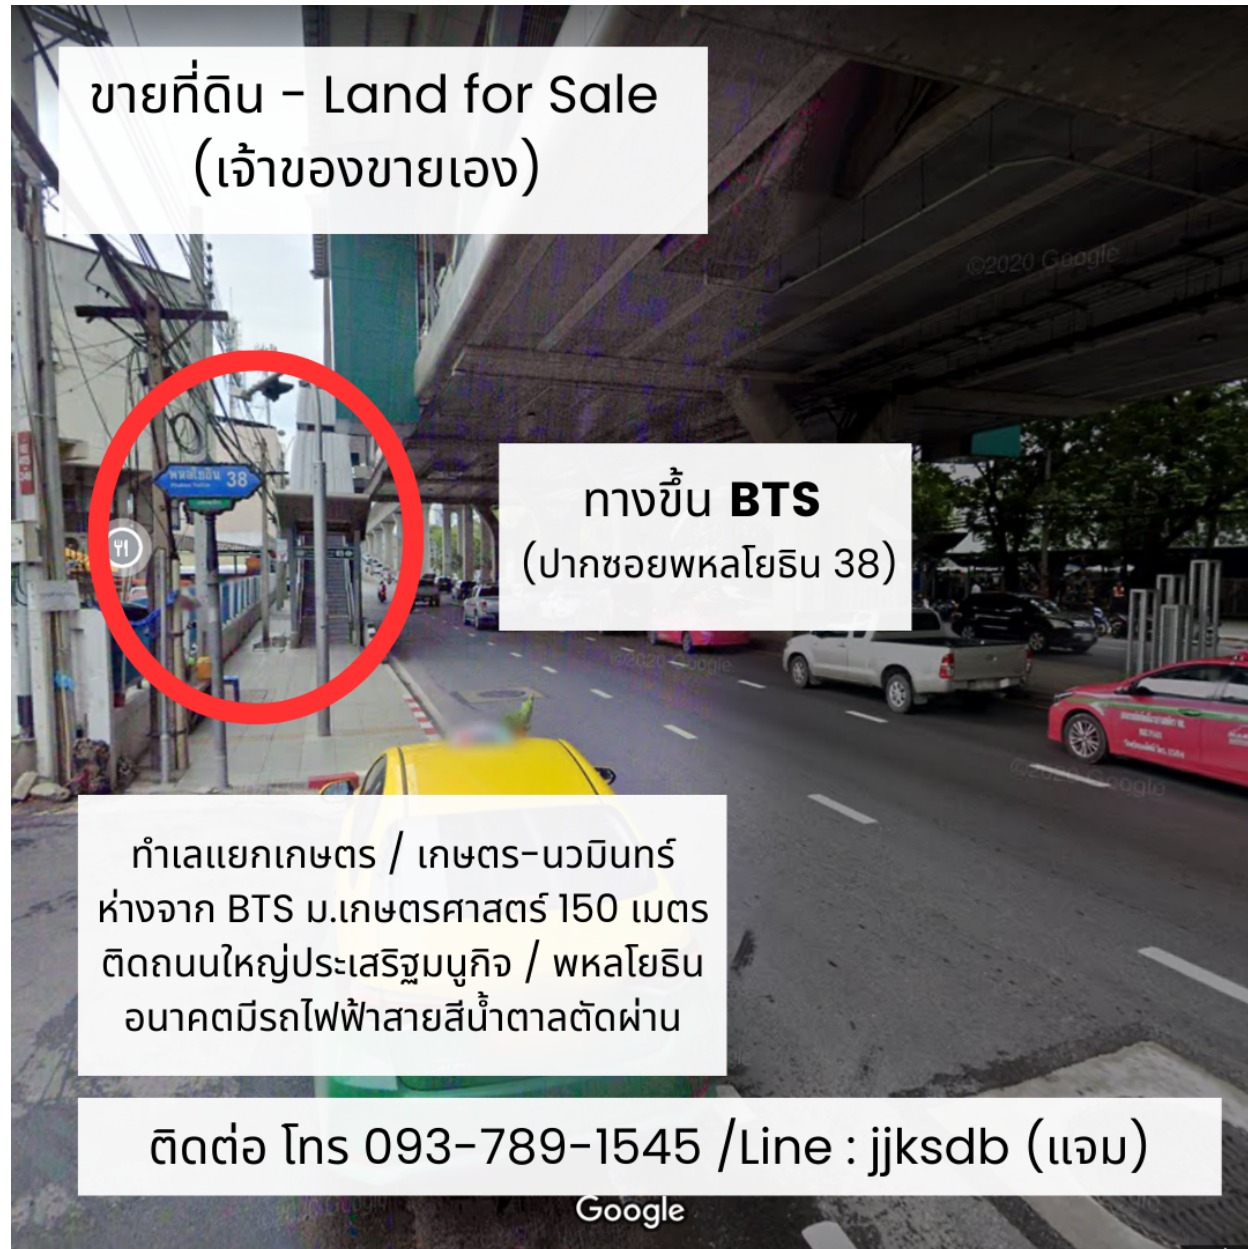 ขายที่ดิน - Land for Sale
(เจ้าของขายเอง)
©2020 Google
พหลโยธิน 38
ทางขึ้น BTS
(ปากซอยพหลโยธิน 38)
©2020 Google
©2020 Google
ทำเลแยกเกษตร / เกษตร-นวมินทร์
ห่างจาก BTS ม.เกษตรศาสตร์ 150 เมตร
ติดถนนใหญ่ประเสริฐมนูกิจ / พหลโยธิน
อนาคตมีรถไฟฟ้าสายสีน้ำตาลตัดผ่าน
ติดต่อ โทร 093-789-1545 /Line : jjksdb (แจม)
Google